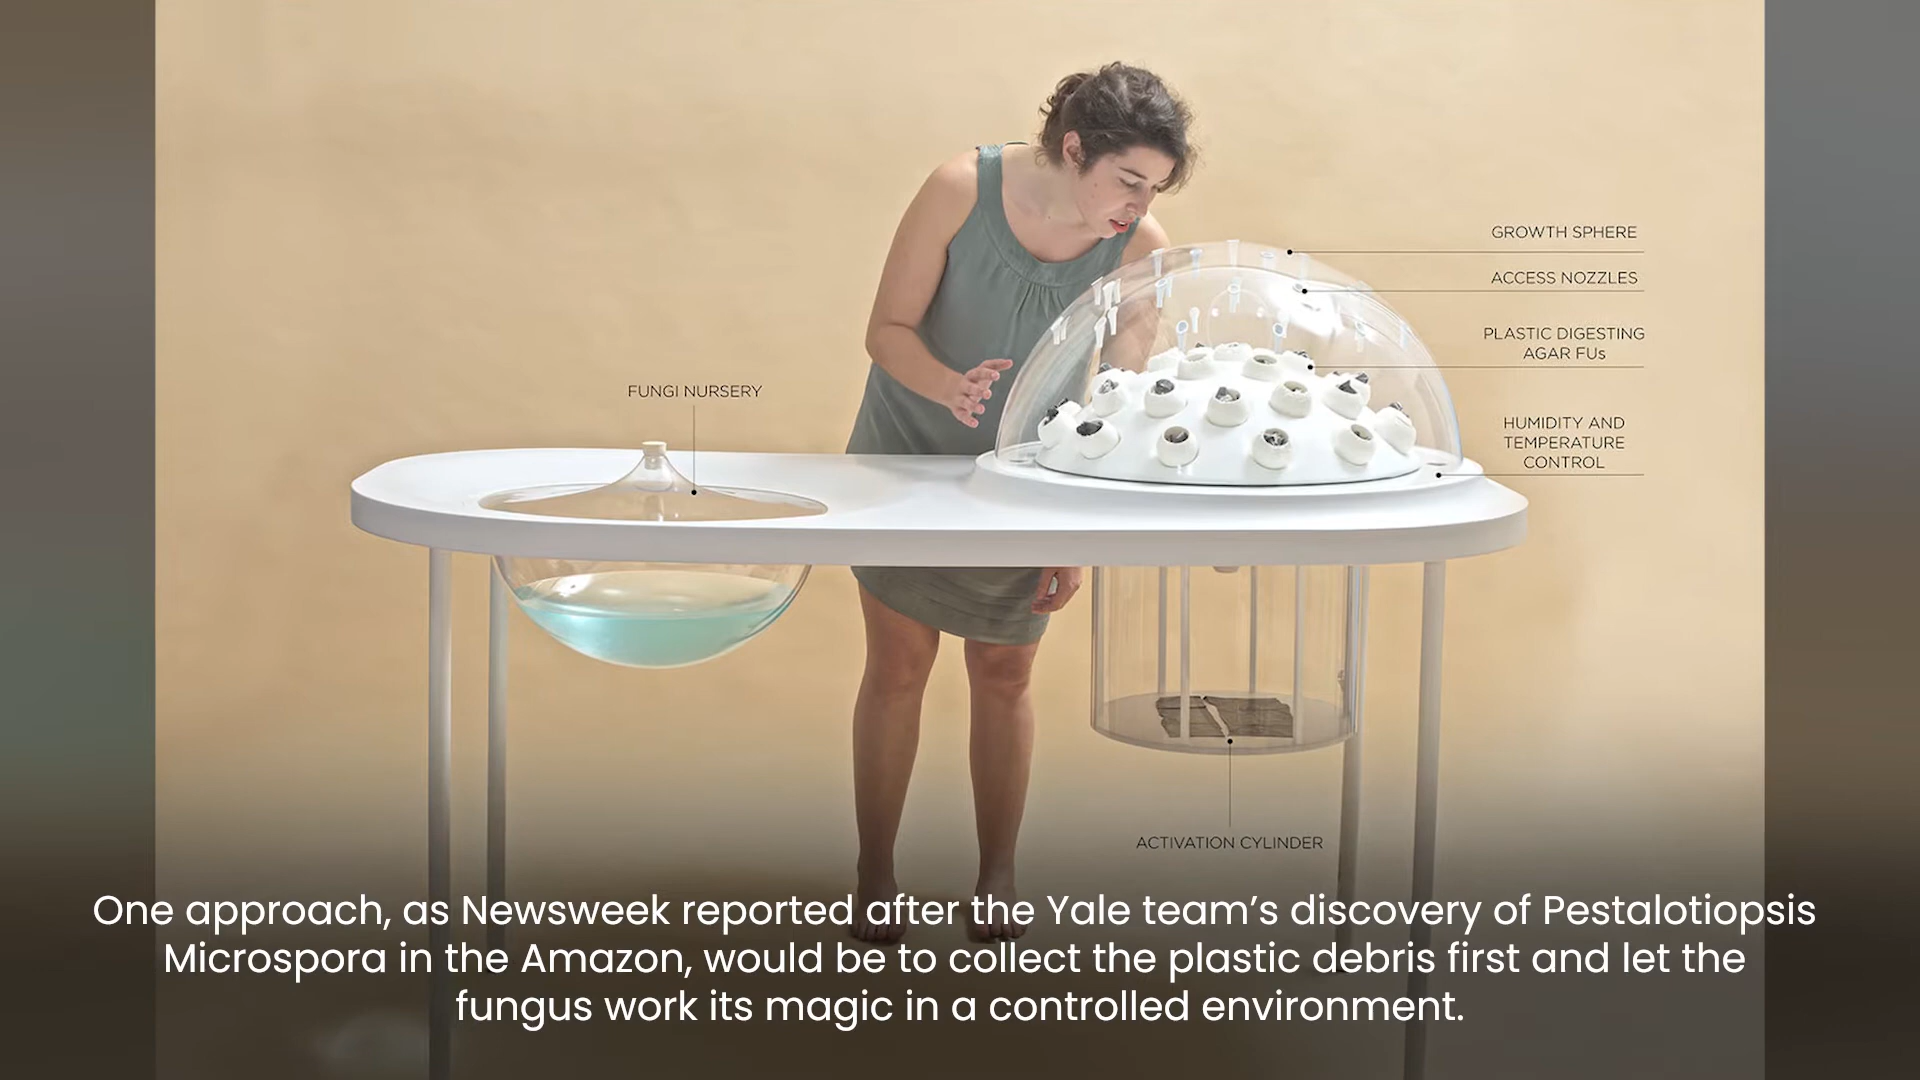 GROWTH SPHERE
ACCESS NOZZLES
PLASTIC DIGESTING
AGAR FUs
FUNGI NURSERY
HUMIDITY AND
TEMPERATURE
CONTROL
ACTIVATION CYLINDER
One approach, as Newsweek reported after the Yale team’s discovery of Pestalotiopsis
Microspora in the Amazon, would be to collect the plastic debris first and let the
fungus work its magic in a controlled environment.